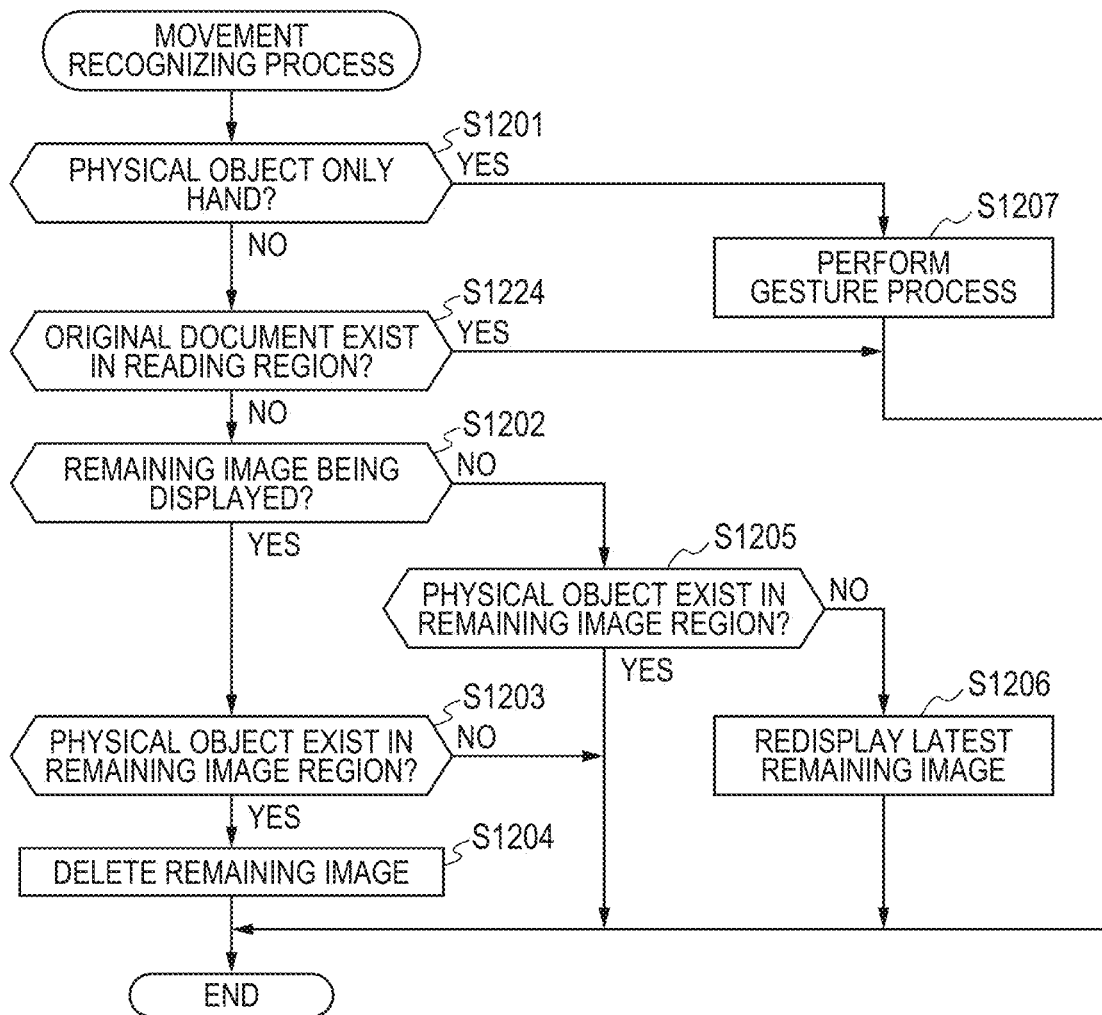 MOVEMENT
RECOGNIZING PROCESS
S1201
PHYSICAL OBJECT ONLY
HAND?
YES
NO
S1207
PERFORM
GESTURE PROCESS
S1224
ORIGINAL DOCUMENT EXIST
IN READING REGION?
YES
NO
S1202
REMAINING IMAGE BEING
DISPLAYED?
NO
YES
S1205
PHYSICAL OBJECT EXIST IN
REMAINING IMAGE REGION?
NO
YES
S1206
REDISPLAY LATEST
REMAINING IMAGE
S1203
PHYSICAL OBJECT EXIST IN
REMAINING IMAGE REGION?
NO
YES
S1204
DELETE REMAINING IMAGE
END